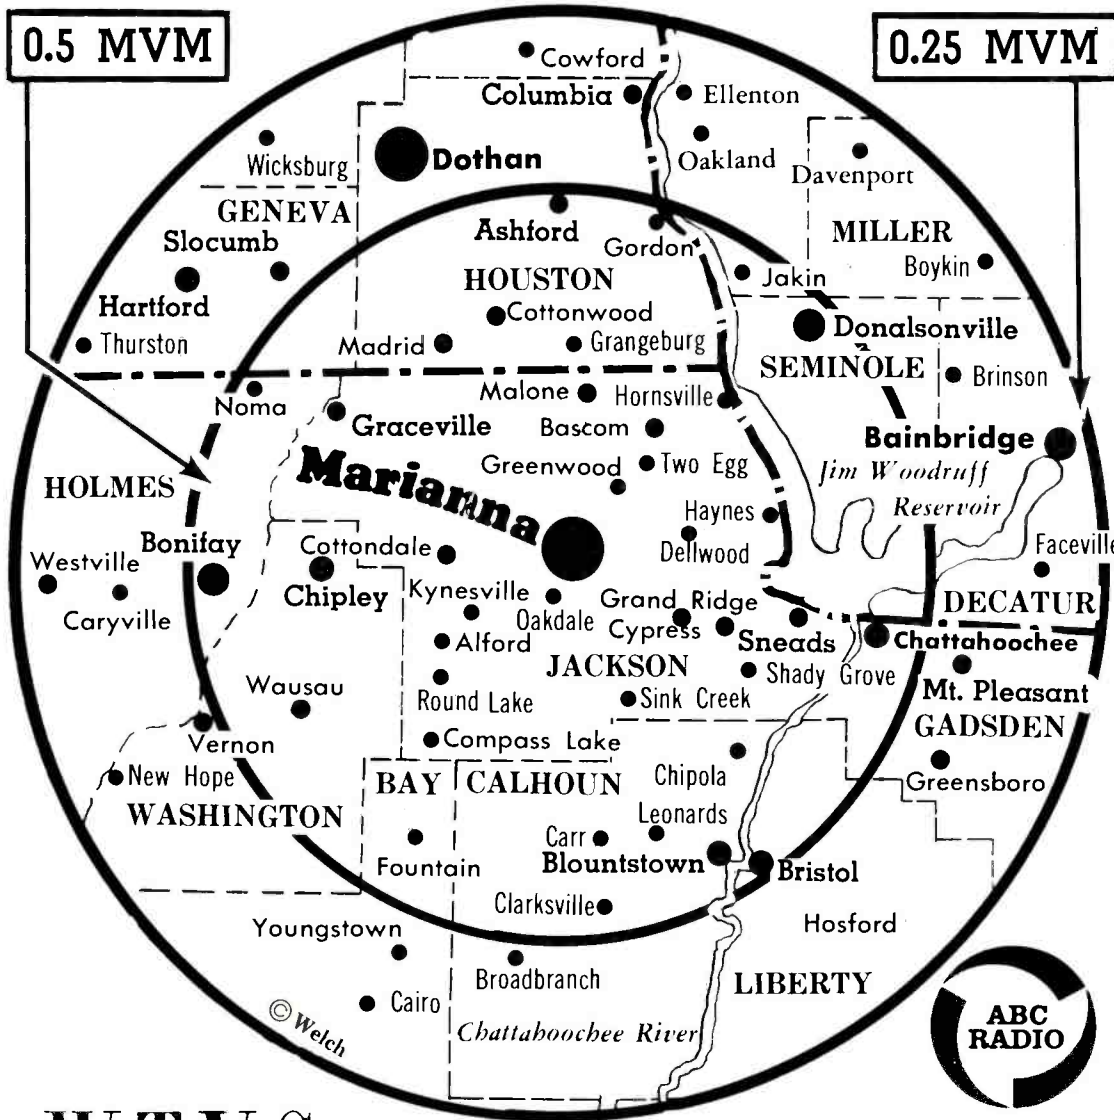 0.5 MVM
0.25 MVM
Cowford
Columbia
Ellenton
Oakland
Davenport
Wicksburg
Dothan
GENEVA
Slocumb
Ashford
Gordon
MILLER
Boykin
Jakin
HOUSTON
Hartford
Cottonwood
Donalsonville
Thurston
Madrid
Grangeburg
SEMINOLE
Brinson
Noma
Malone
Hornsville
Graceville
Bascom
Bainbridge
Greenwood
Two Egg
Jim Woodruff
Reservoir
Marianna
HOLMES
Haynes
Dellwood
Bonifay
Cottondale
Faceville
Westville
Chipley
Kynesville
Caryville
Oakdale
Grand Ridge
DECATUR
Cypress
Sneads
Chattahoochee
Alford
JACKSON
Shady Grove
Wausau
Round Lake
Sink Creek
Mt. Pleasant
GADSDEN
Vernon
Compass Lake
New Hope
BAY
CALHOUN
Chipola
Greensboro
WASHINGTON
Leonards
Carr
Fountain
Blountstown
Bristol
Clarksville
Hosford
Youngstown
Broadbranch
LIBERTY
Cairo
© Welch
Chattahoochee River
ABC
RADIO